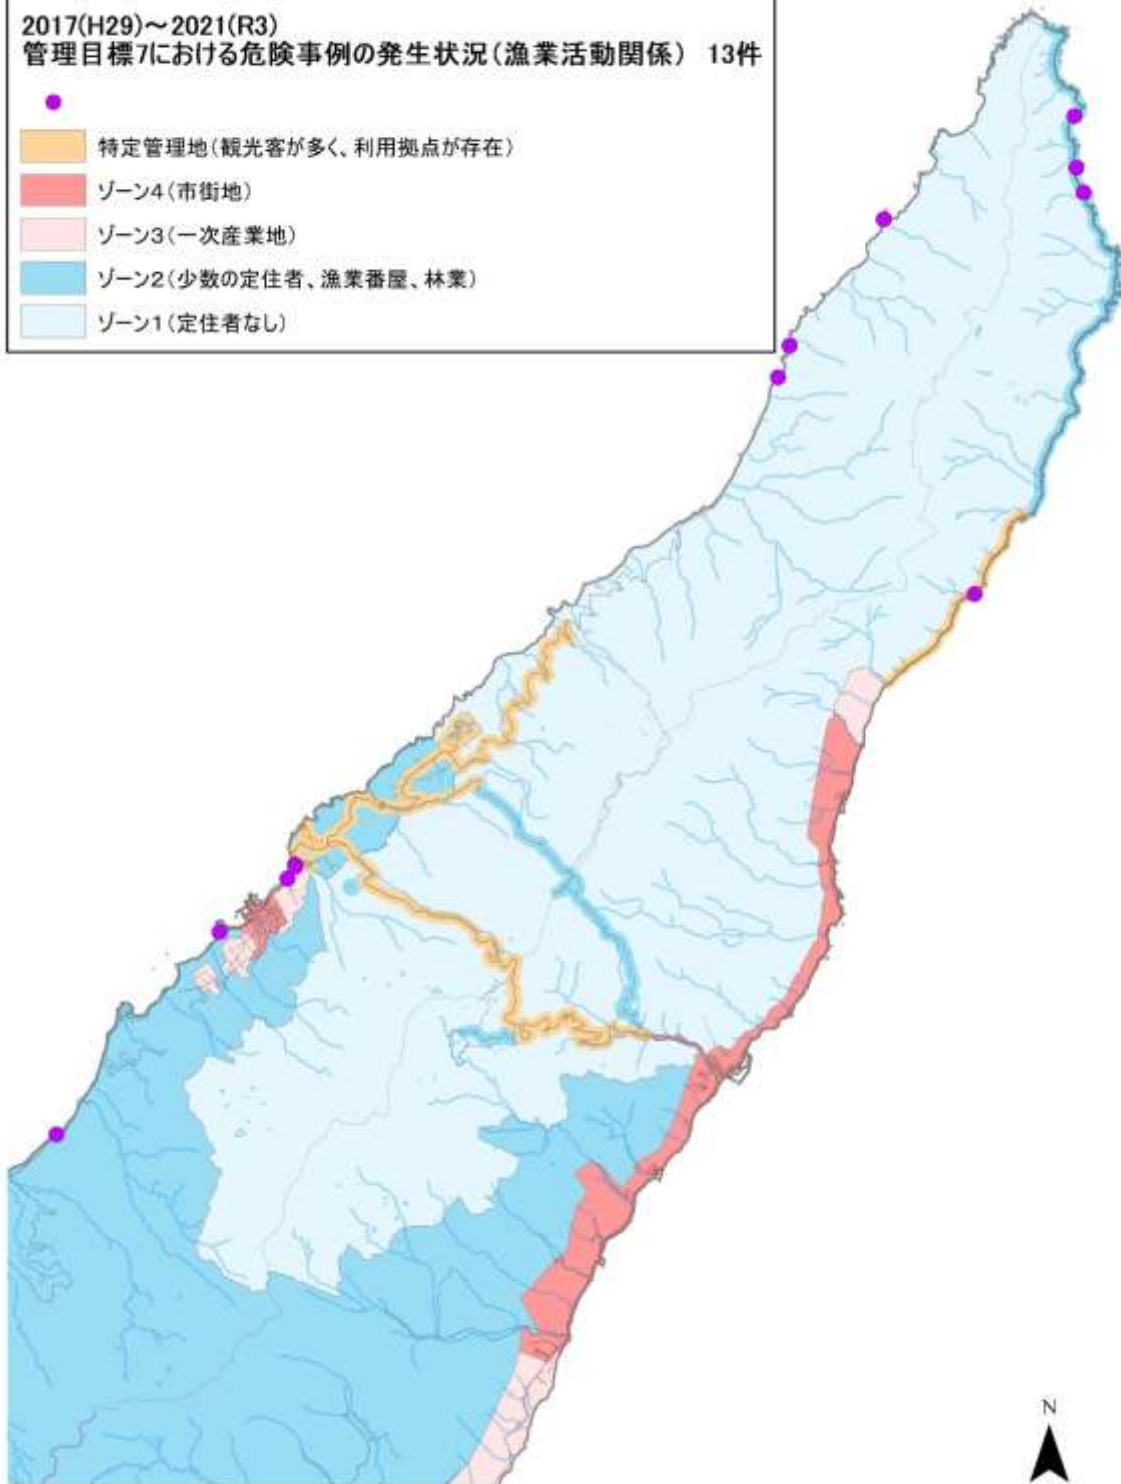 2017(H29)～2021(R3)
管理目標7における危険事例の発生状況(漁業活動関係) 13件
特定管理地(観光客が多く、利用拠点が存在)
ゾーン4(市街地)
ゾーン3(一次産業地)
ゾーン2(少数の定住者、漁業番屋、林業)
ゾーン1(定住者なし)
N